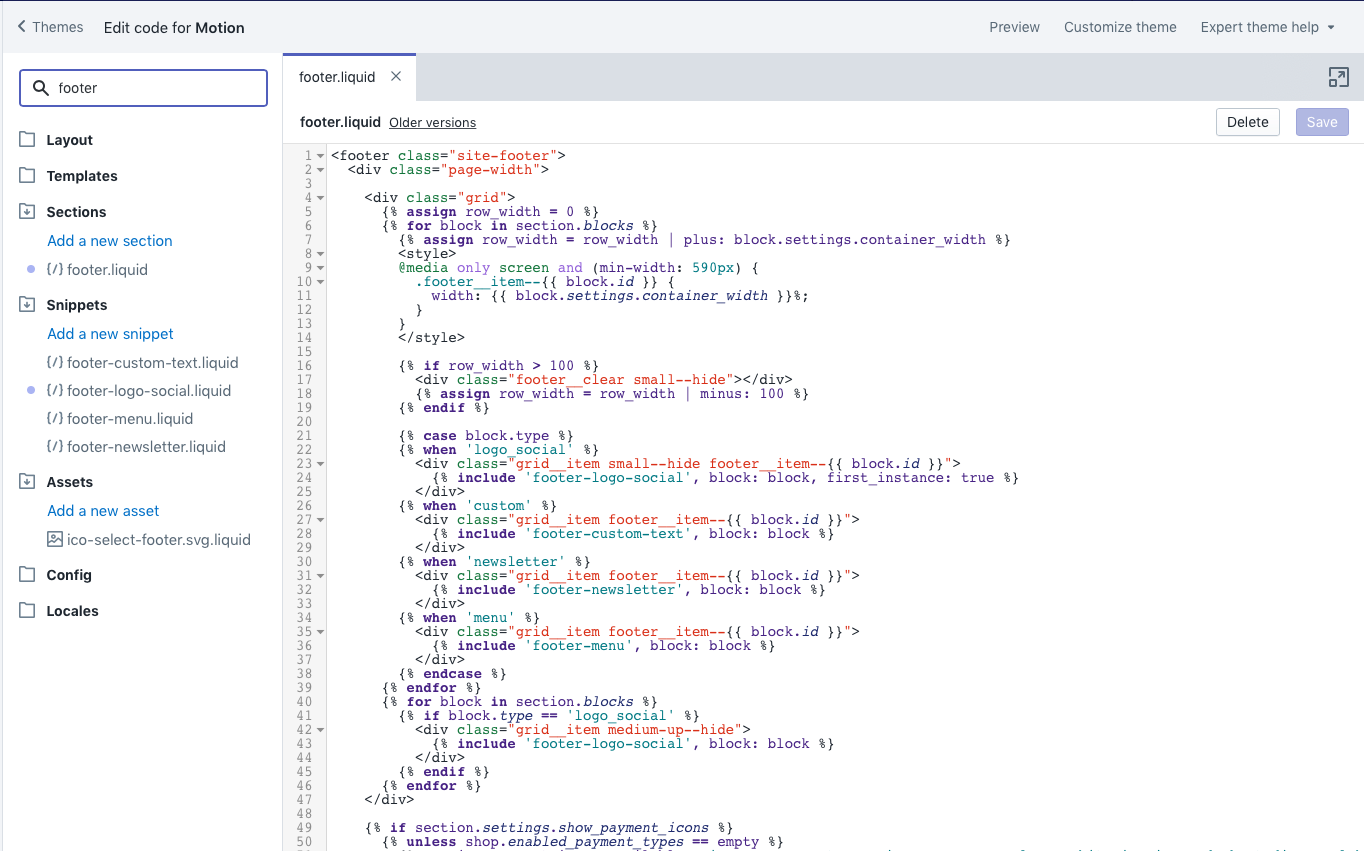 Themes Edit code for Motion Preview Customize theme Expert theme help
footer
Layout
Templates
Sections
Add a new section
{/} footer.liquid
Snippets
Add a new snippet
{/} footer-custom-text.liquid
{/} footer-logo-social.liquid
{/} footer-menu.liquid
{/} footer-newsletter.liquid
Assets
Add a new asset
ico-select-footer.svg.liquid
Config
Locales
footer.liquid
footer.liquid Older versions Delete Save
1 <footer class="site-footer">
2 <div class="page-width">
3
4 <div class="grid">
5 {% assign row_width = 0 %}
6 {% for block in section.blocks %}
7 {% assign row_width = row_width | plus: block.settings.container_width %}
8 <style>
9 @media only screen and (min-width: 590px) {
10 .footer__item--{{ block.id }} {
11 width: {{ block.settings.container_width }}%;
12 }
13 }
14 </style>
15
16 {% if row_width > 100 %}
17 <div class="footer__clear small--hide"></div>
18 {% assign row_width = row_width | minus: 100 %}
19 {% endif %}
20
21 {% case block.type %}
22 {% when 'logo_social' %}
23 <div class="grid__item small--hide footer__item--{{ block.id }}">
24 {% include 'footer-logo-social', block: block, first_instance: true %}
25 </div>
26 {% when 'custom' %}
27 <div class="grid__item footer__item--{{ block.id }}">
28 {% include 'footer-custom-text', block: block %}
29 </div>
30 {% when 'newsletter' %}
31 <div class="grid__item footer__item--{{ block.id }}">
32 {% include 'footer-newsletter', block: block %}
33 </div>
34 {% when 'menu' %}
35 <div class="grid__item footer__item--{{ block.id }}">
36 {% include 'footer-menu', block: block %}
37 </div>
38 {% endcase %}
39 {% endfor %}
40 {% for block in section.blocks %}
41 {% if block.type == 'logo_social' %}
42 <div class="grid__item medium-up--hide">
43 {% include 'footer-logo-social', block: block %}
44 </div>
45 {% endif %}
46 {% endfor %}
47 </div>
48
49 {% if section.settings.show_payment_icons %}
50 {% unless shop.enabled_payment_types == empty %}